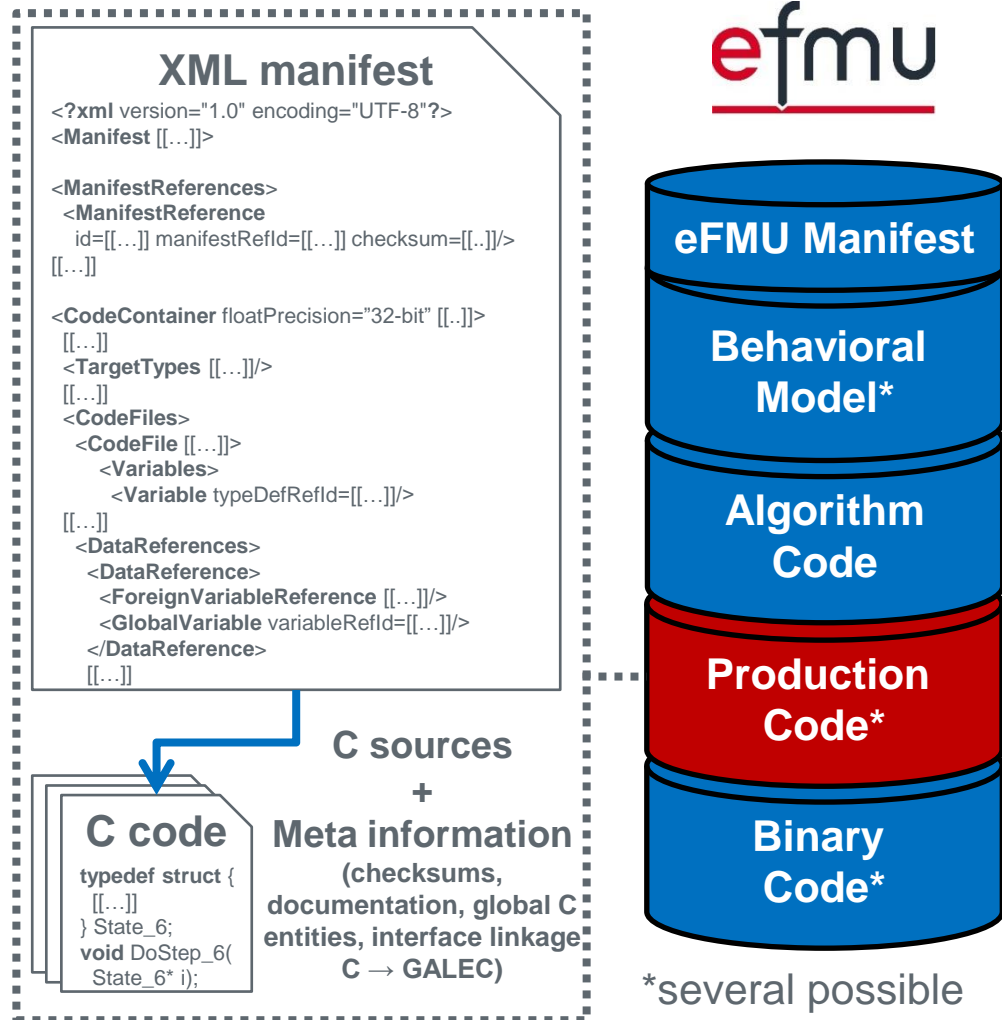 XML manifest
<?xml version="1.0" encoding="UTF-8"?>
<Manifest [[…]]>
<ManifestReferences>
<ManifestReference
id=[[…]] manifestRefId=[[…]] checksum=[[..]]/>
[[…]]
<CodeContainer floatPrecision=”32-bit” [[..]]>
[[…]]
<TargetTypes [[…]]/>
[[…]]
<CodeFiles>
<CodeFile [[…]]>
<Variables>
<Variable typeDefRefId=[[…]]/>
[[…]]
<DataReferences>
<DataReference>
<ForeignVariableReference [[…]]/>
<GlobalVariable variableRefId=[[…]]/>
</DataReference>
[[…]]
C code
typedef struct {
[[…]]
} State_6;
void DoStep_6(
State_6* i);
C sources
+
Meta information
(checksums,
documentation, global C
entities, interface linkage
C → GALEC)
efmu
eFMU Manifest
Behavioral
Model*
Algorithm
Code
Production
Code*
Binary
Code*
*several possible